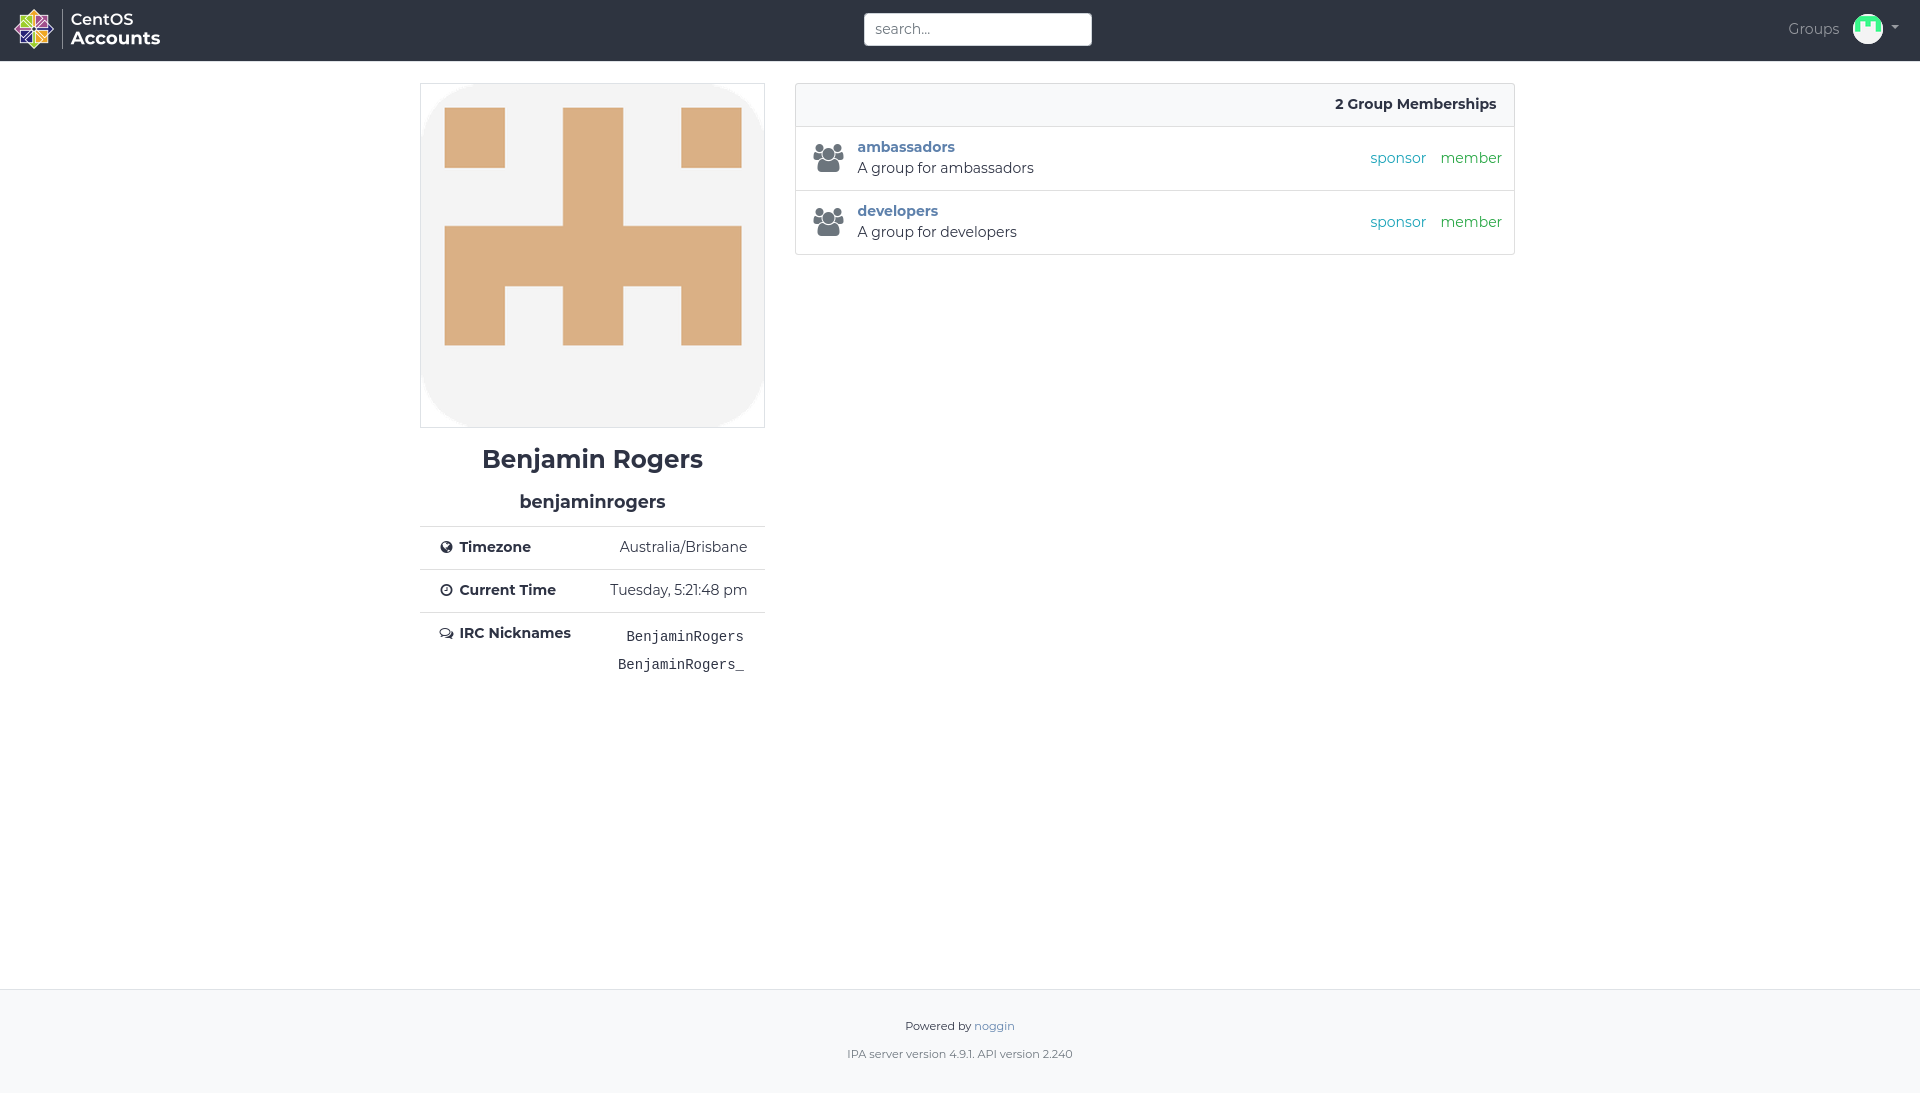 CentOS
Accounts
search...
Groups
Benjamin Rogers
benjaminrogers
Timezone Australia/Brisbane
Current Time Tuesday, 5:21:48 pm
IRC Nicknames BenjaminRogers
BenjaminRogers_
2 Group Memberships
ambassadors
A group for ambassadors
sponsor member
developers
A group for developers
sponsor member
Powered by noggin
IPA server version 4.9.1. API version 2.240